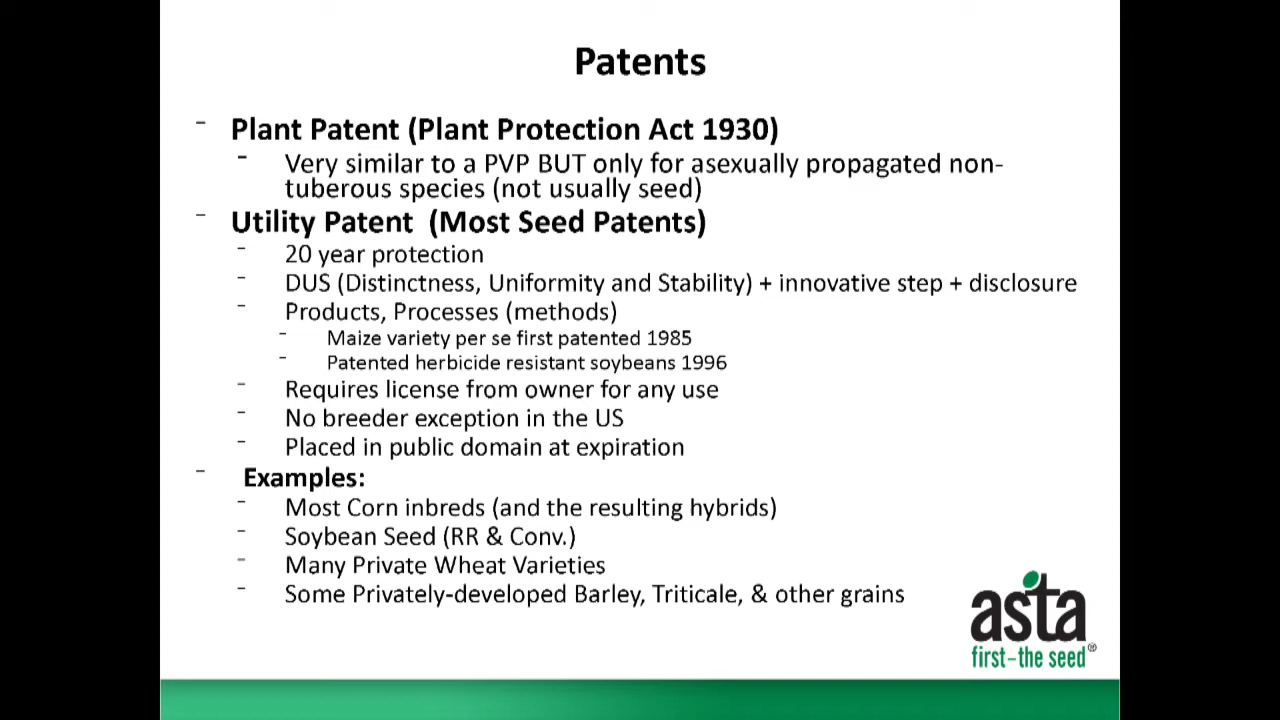 Patents
- Plant Patent (Plant Protection Act 1930)
- Very similar to a PVP BUT only for asexually propagated non-
tuberous species (not usually seed)
- Utility Patent (Most Seed Patents)
- 20 year protection
- DUS (Distinctness, Uniformity and Stability) + innovative step + disclosure
- Products, Processes (methods)
- Maize variety per se first patented 1985
- Patented herbicide resistant soybeans 1996
- Requires license from owner for any use
- No breeder exception in the US
- Placed in public domain at expiration
- Examples:
- Most Corn inbreds (and the resulting hybrids)
- Soybean Seed (RR & Conv.)
- Many Private Wheat Varieties
- Some Privately-developed Barley, Triticale, & other grains
asta
first-the seed®